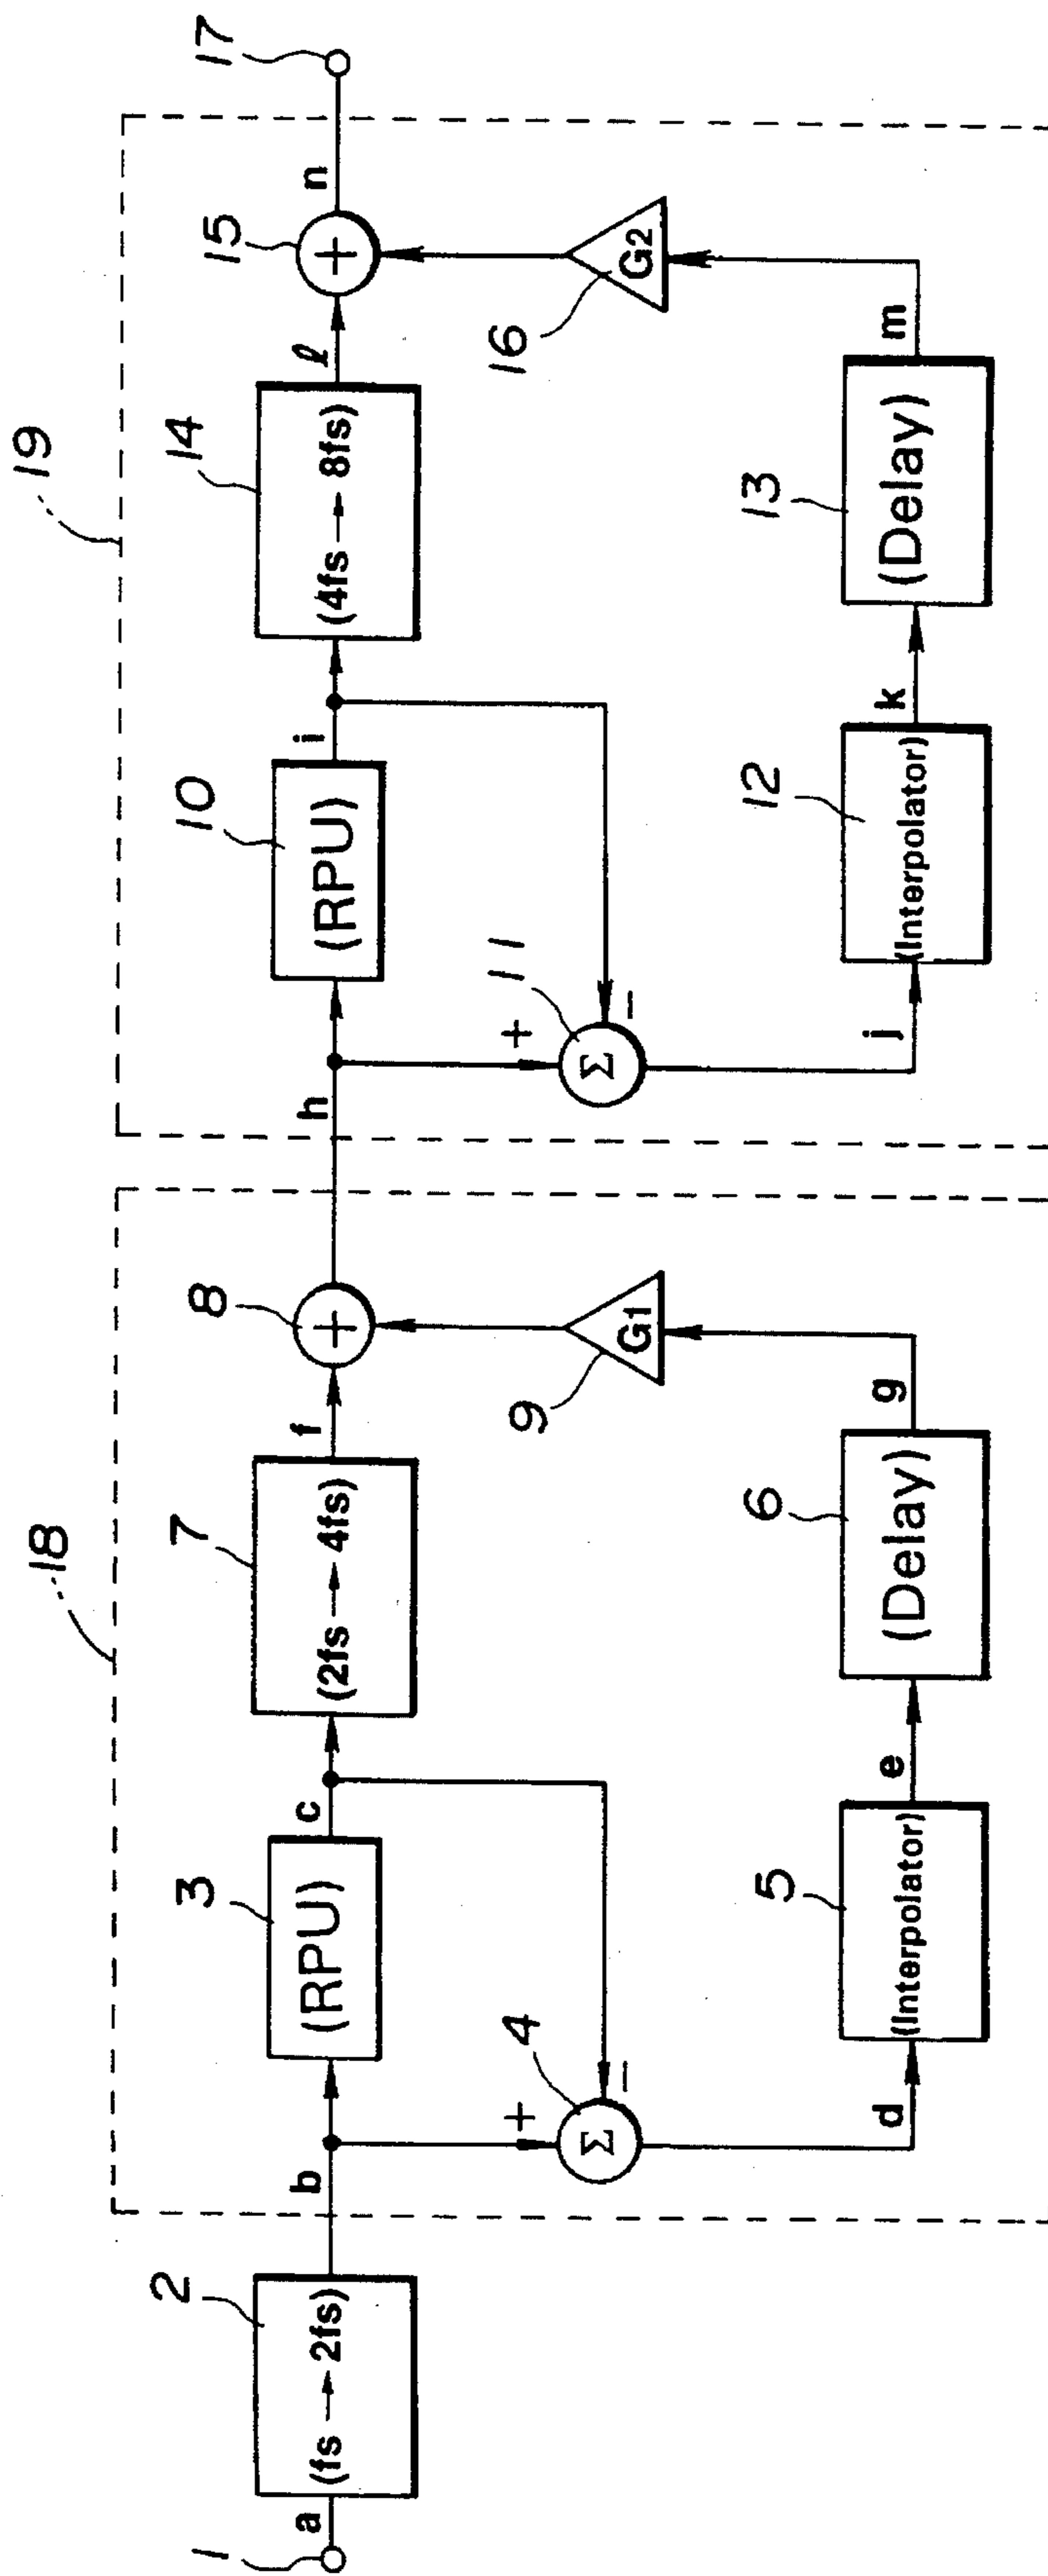 18
19
1
a
2
(fs → 2fs)
b
3
(RPU)
c
7
(2fs → 4fs)
f
8
+
h
10
(RPU)
i
14
(4fs → 8fs)
ℓ
15
+
n
17
+
4
Σ
−
9
G1
+
11
Σ
−
16
G2
d
5
(Interpolator)
e
6
(Delay)
g
j
12
(Interpolator)
k
13
(Delay)
m